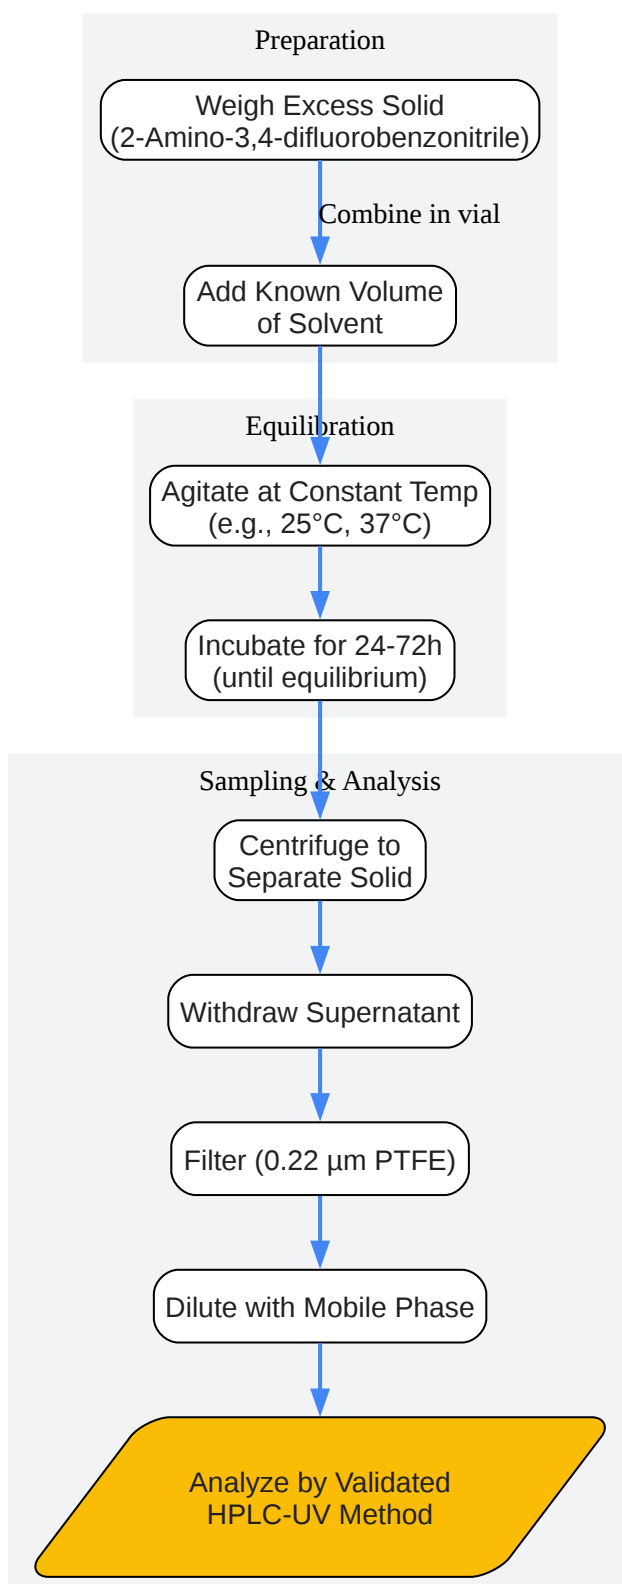 Preparation
Weigh Excess Solid
(2-Amino-3,4-difluorobenzonitrile)
Combine in vial
Add Known Volume
of Solvent
Equilibration
Agitate at Constant Temp
(e.g., 25°C, 37°C)
Incubate for 24-72h
(until equilibrium)
Sampling & Analysis
Centrifuge to
Separate Solid
Withdraw Supernatant
Filter (0.22 µm PTFE)
Dilute with Mobile Phase
Analyze by Validated
HPLC-UV Method